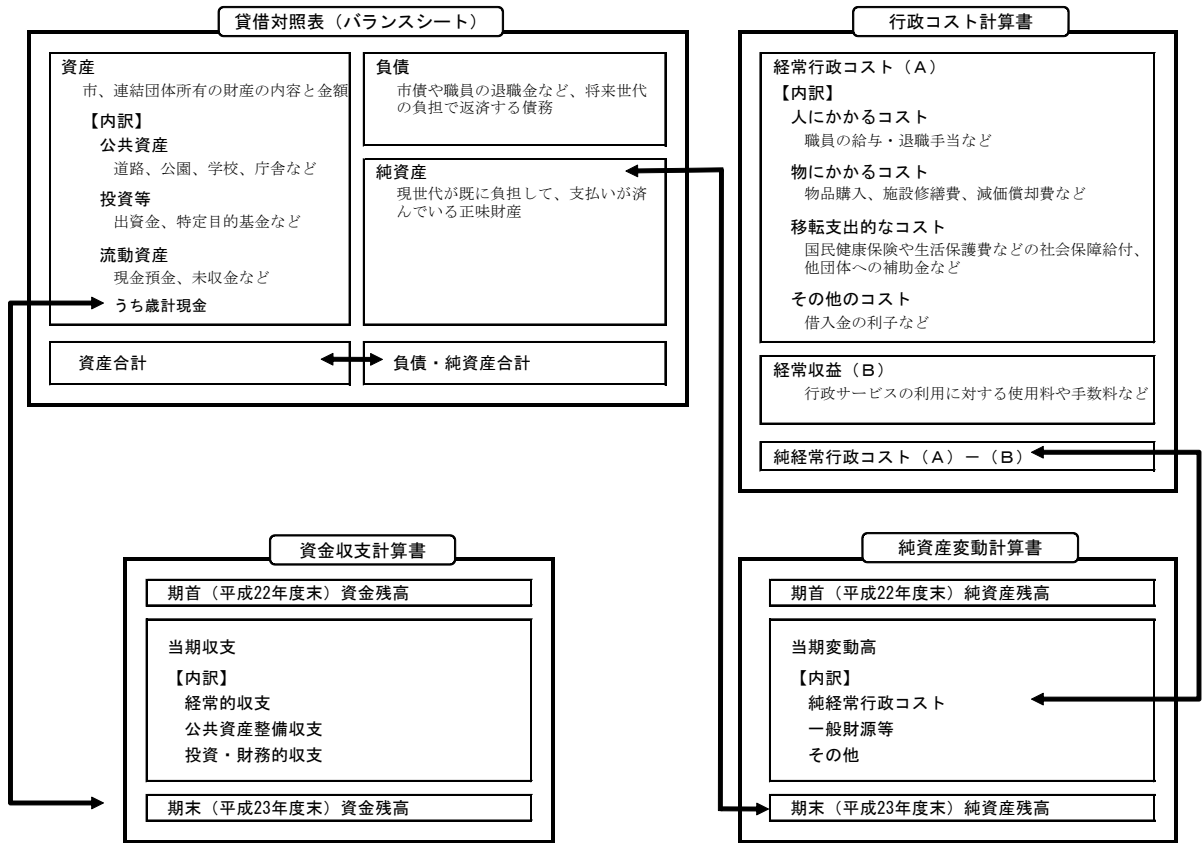 貸借対照表（バランスシート）
資産
市、連結団体所有の財産の内容と金額
【内訳】
公共資産
道路、公園、学校、庁舎など
投資等
出資金、特定目的基金など
流動資産
現金預金、未収金など
うち歳計現金
負債
市債や職員の退職金など、将来世代
の負担で返済する債務
純資産
現世代が既に負担して、支払いが済
んでいる正味財産
資産合計
負債・純資産合計
行政コスト計算書
経常行政コスト（Ａ）
【内訳】
人にかかるコスト
職員の給与・退職手当など
物にかかるコスト
物品購入、施設修繕費、減価償却費など
移転支出的なコスト
国民健康保険や生活保護費などの社会保障給付、
他団体への補助金など
その他のコスト
借入金の利子など
経常収益（Ｂ）
行政サービスの利用に対する使用料や手数料など
純経常行政コスト（Ａ）－（Ｂ）
資金収支計算書
期首（平成22年度末）資金残高
当期収支
【内訳】
経常的収支
公共資産整備収支
投資・財務的収支
期末（平成23年度末）資金残高
純資産変動計算書
期首（平成22年度末）純資産残高
当期変動高
【内訳】
純経常行政コスト
一般財源等
その他
期末（平成23年度末）純資産残高